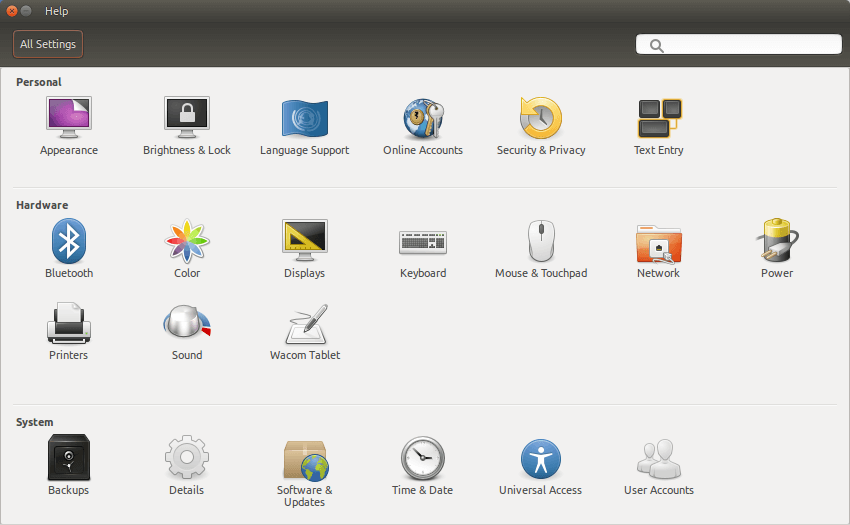 Help
All Settings
Personal
Appearance
Brightness & Lock
Language Support
Online Accounts
Security & Privacy
Text Entry
Hardware
Bluetooth
Color
Displays
Keyboard
Mouse & Touchpad
Network
Power
Printers
Sound
Wacom Tablet
System
Backups
Details
Software &
Updates
Time & Date
Universal Access
User Accounts